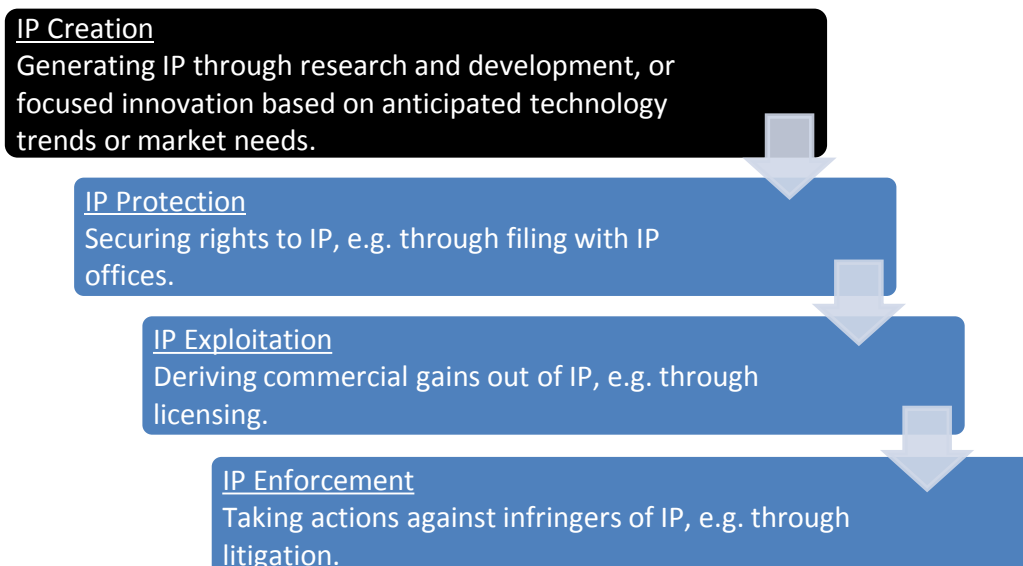 IP Creation
Generating IP through research and development, or
focused innovation based on anticipated technology
trends or market needs.
IP Protection
Securing rights to IP, e.g. through filing with IP
offices.
IP Exploitation
Deriving commercial gains out of IP, e.g. through
licensing.
IP Enforcement
Taking actions against infringers of IP, e.g. through
litigation.